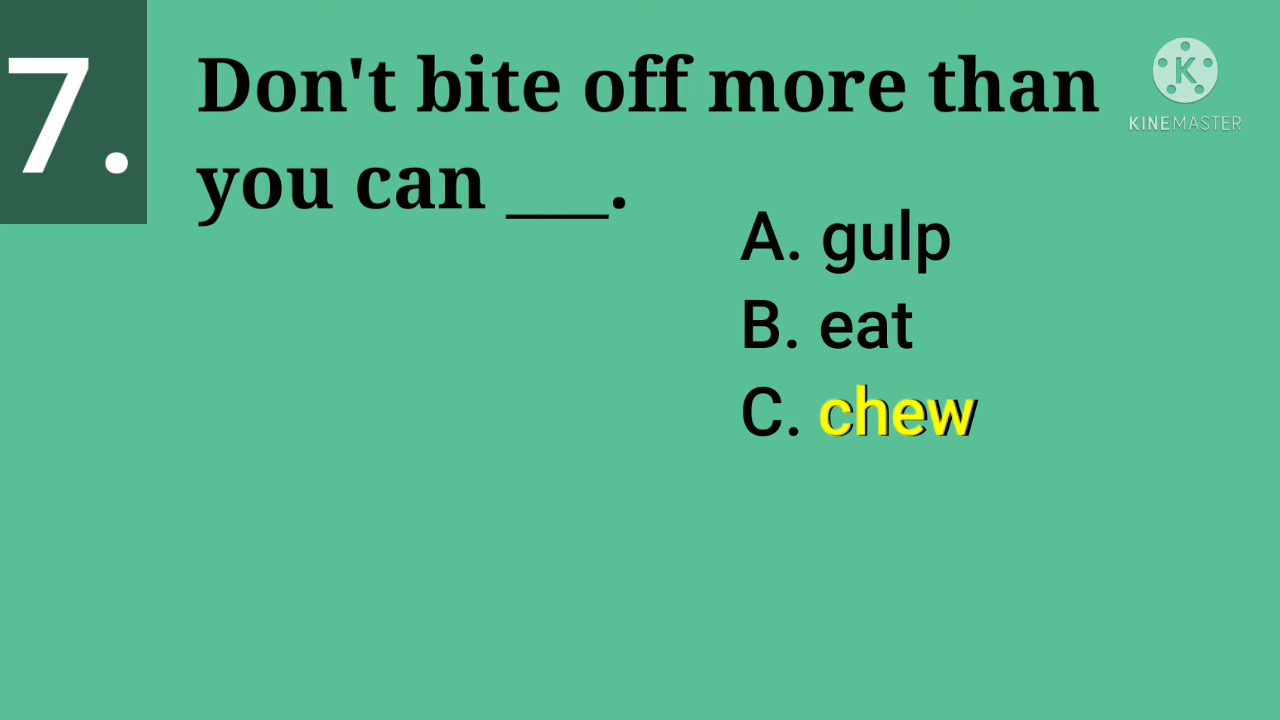 7.
Don't bite off more than
you can ___.
K
KINEMASTER
A. gulp
B. eat
C. chew